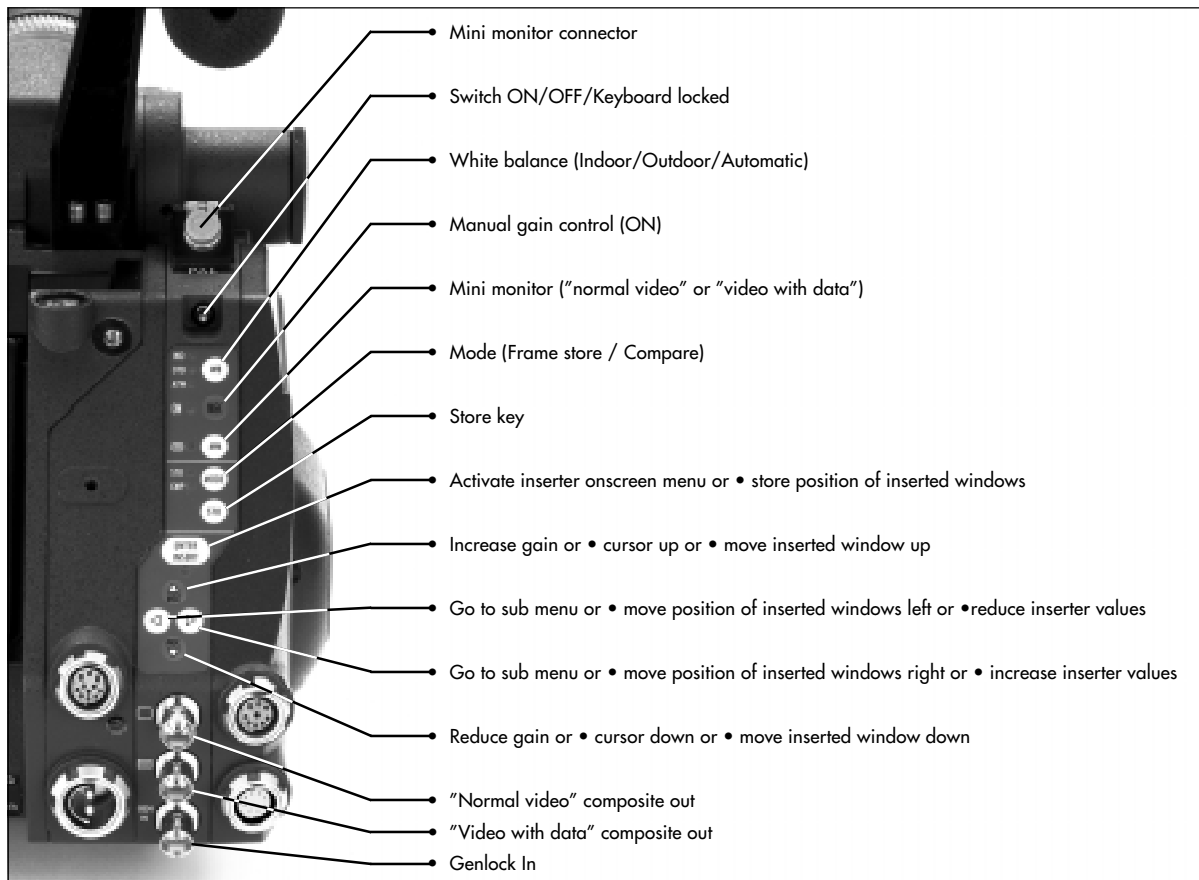 Mini monitor connector
Switch ON/OFF/Keyboard locked
White balance (Indoor/Outdoor/Automatic)
Manual gain control (ON)
Mini monitor ("normal video" or "video with data")
Mode (Frame store / Compare)
Store key
Activate inserter onscreen menu or • store position of inserted windows
Increase gain or • cursor up or • move inserted window up
Go to sub menu or • move position of inserted windows left or •reduce inserter values
Go to sub menu or • move position of inserted windows right or • increase inserter values
Reduce gain or • cursor down or • move inserted window down
"Normal video" composite out
"Video with data" composite out
Genlock In
PAL